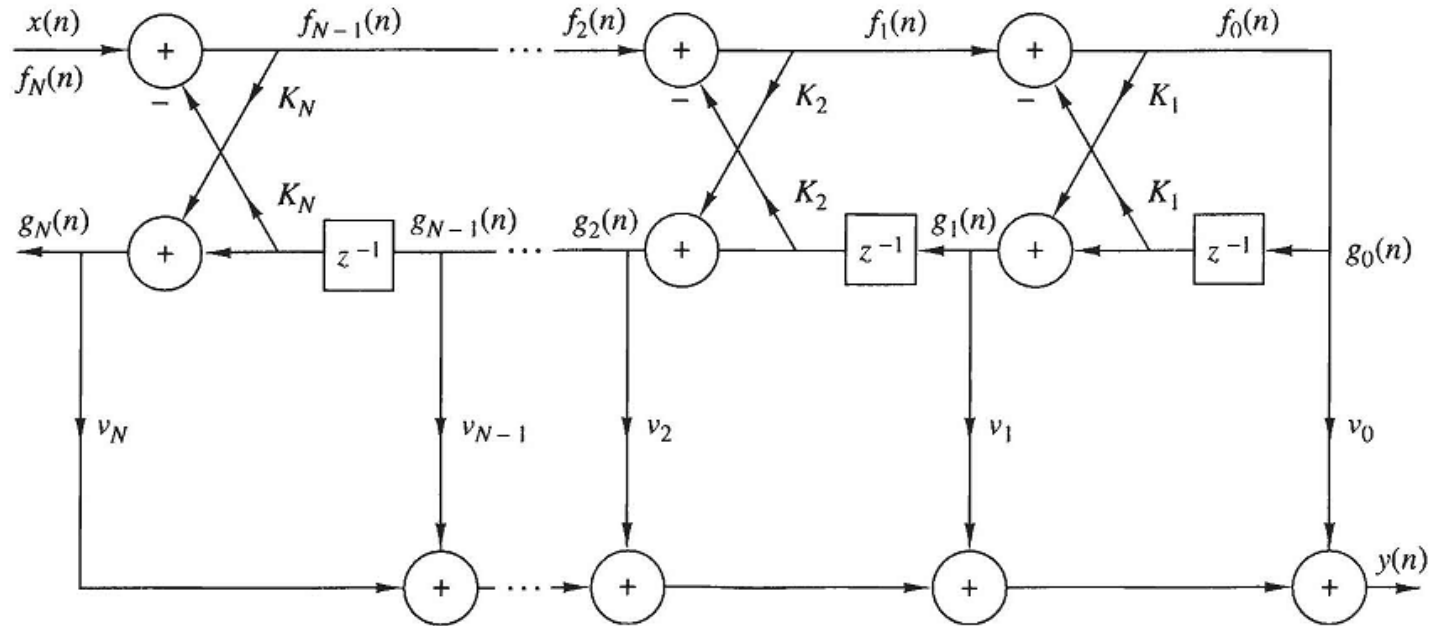 x(n) f_{N-1}(n) ... f_2(n) f_1(n) f_0(n)
+ + +
f_N(n)
− − −
K_N K_2 K_1
K_N K_2 K_1
g_N(n) g_{N-1}(n) ... g_2(n) g_1(n) g_0(n)
+ z^{-1} + z^{-1} + z^{-1}
v_N v_{N-1} v_2 v_1 v_0
y(n)
+ ... + + +